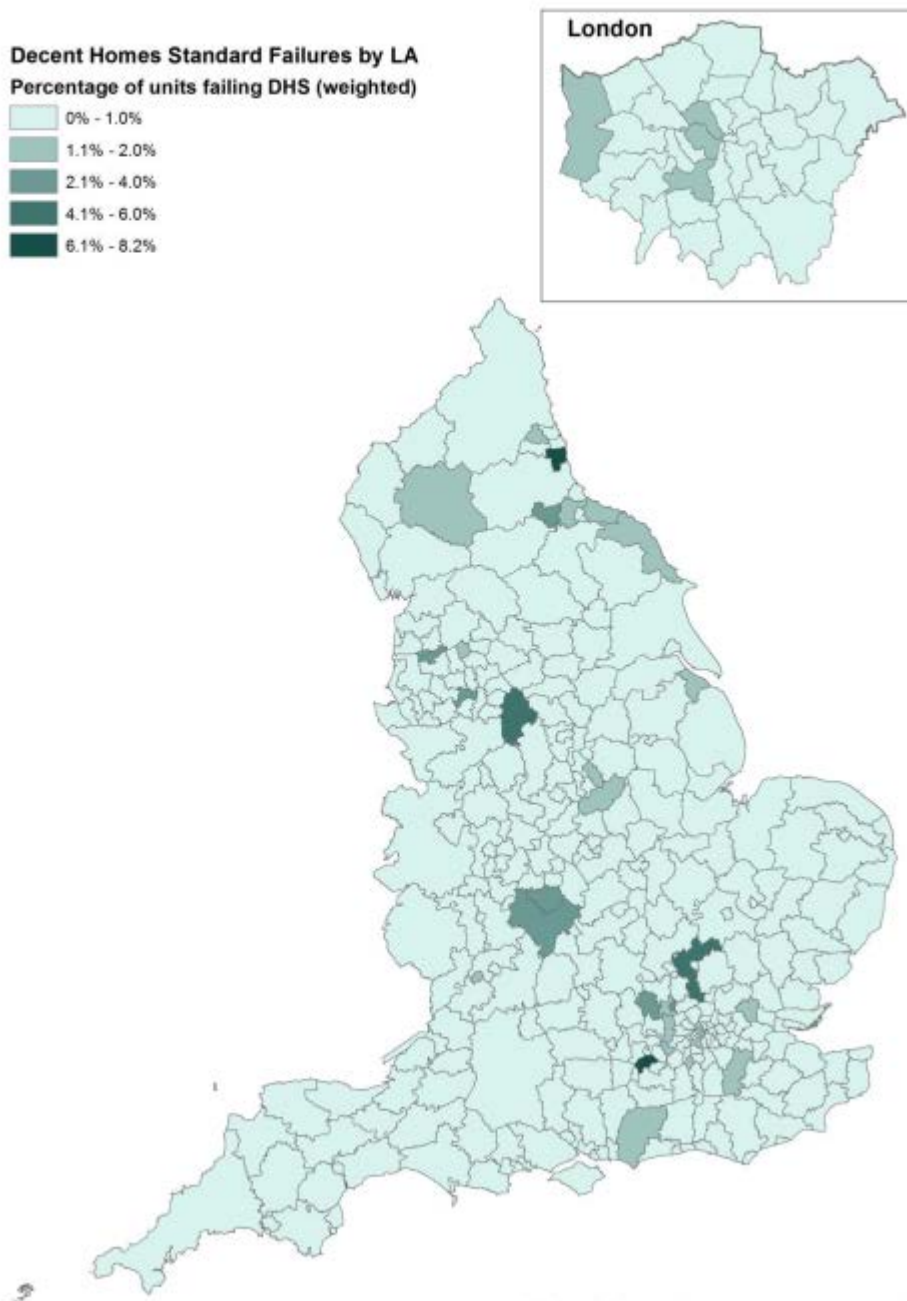 Decent Homes Standard Failures by LA
Percentage of units failing DHS (weighted)
0% - 1.0%
1.1% - 2.0%
2.1% - 4.0%
4.1% - 6.0%
6.1% - 8.2%
London